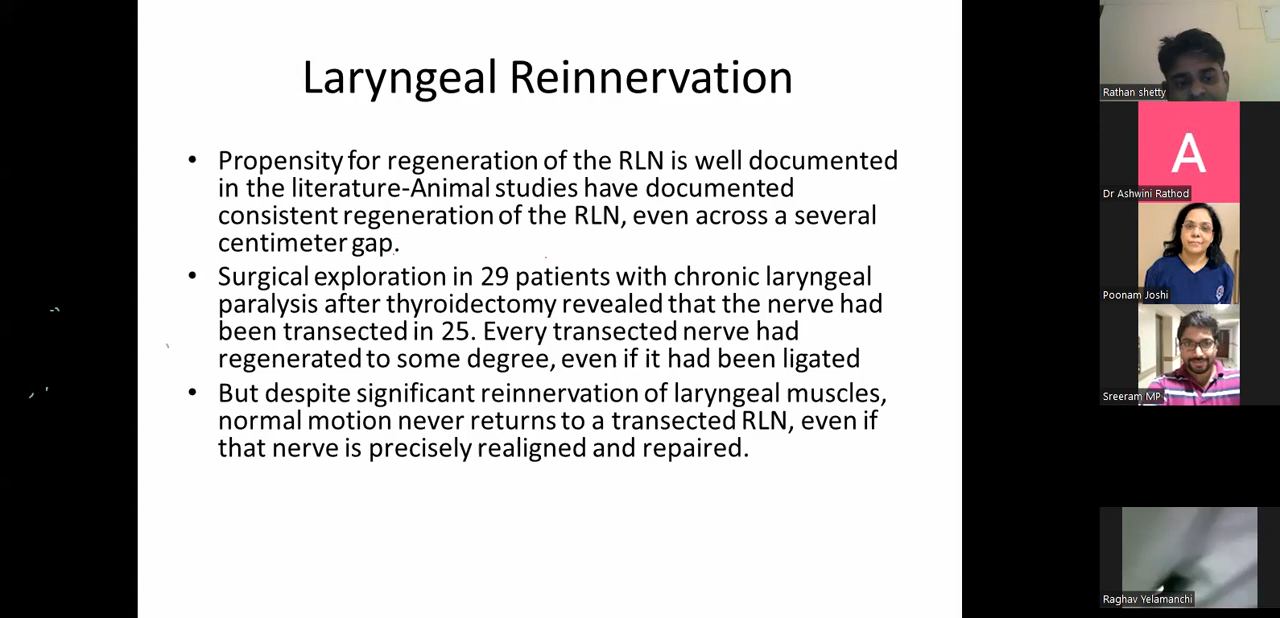 Laryngeal Reinnervation
• Propensity for regeneration of the RLN is well documented
in the literature-Animal studies have documented
consistent regeneration of the RLN, even across a several
centimeter gap.
• Surgical exploration in 29 patients with chronic laryngeal
paralysis after thyroidectomy revealed that the nerve had
been transected in 25. Every transected nerve had
regenerated to some degree, even if it had been ligated
• But despite significant reinnervation of laryngeal muscles,
normal motion never returns to a transected RLN, even if
that nerve is precisely realigned and repaired.
Rathan shetty
A
Dr Ashwini Rathod
Poonam Joshi
Sreeram MP
Raghav Yelamanchi